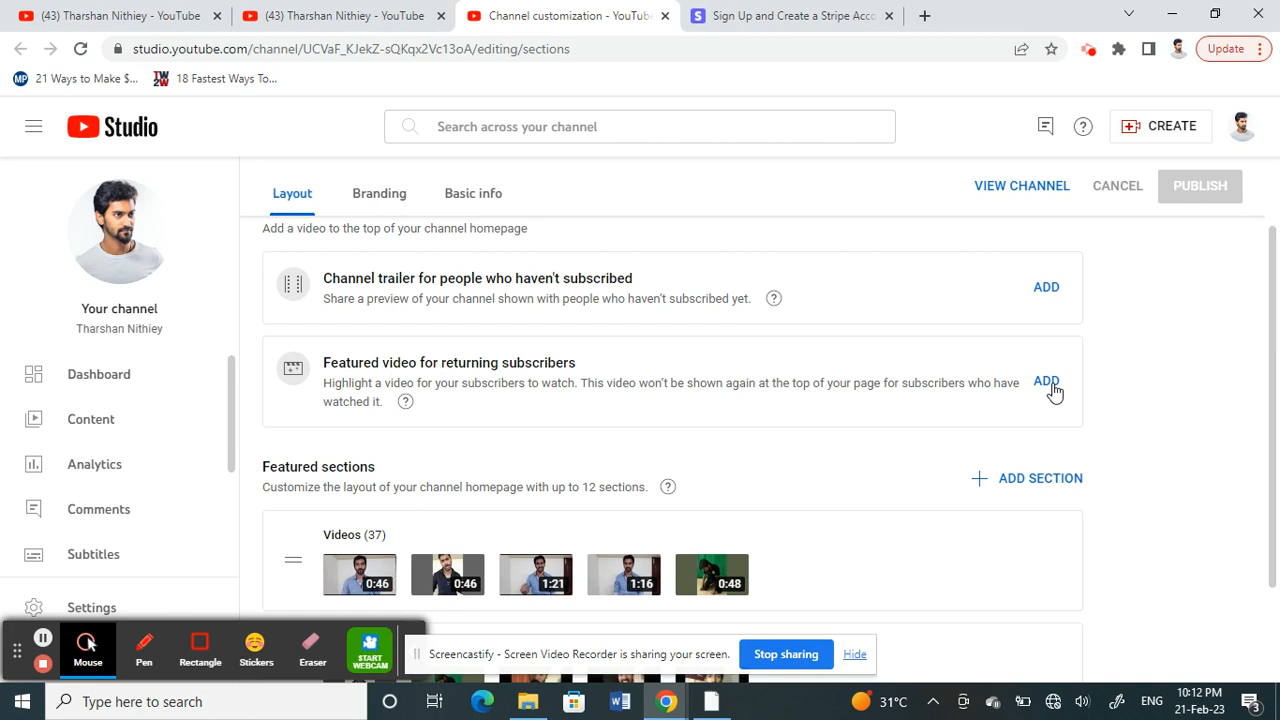 (43) Tharshan Nithiey - YouTube
(43) Tharshan Nithiey - YouTube
Channel customization - YouTube
Sign Up and Create a Stripe Acco
studio.youtube.com/channel/UCVaF_KJekZ-sQKqx2Vc13oA/editing/sections
Update
MP 21 Ways to Make $...
TW2W 18 Fastest Ways To...
Studio
Search across your channel
CREATE
Layout
Branding
Basic info
VIEW CHANNEL
CANCEL
PUBLISH
Add a video to the top of your channel homepage
Channel trailer for people who haven't subscribed
Share a preview of your channel shown with people who haven't subscribed yet.
ADD
Featured video for returning subscribers
Highlight a video for your subscribers to watch. This video won't be shown again at the top of your page for subscribers who have
watched it.
ADD
Your channel
Tharshan Nithiey
Dashboard
Content
Analytics
Comments
Subtitles
Settings
Featured sections
Customize the layout of your channel homepage with up to 12 sections.
ADD SECTION
Videos (37)
0:46
0:46
1:21
1:16
0:48
Mouse
Pen
Rectangle
Stickers
Eraser
START
WEBCAM
Screencastify - Screen Video Recorder is sharing your screen.
Stop sharing
Hide
Type here to search
31°C
ENG
10:12 PM
21-Feb-23
3